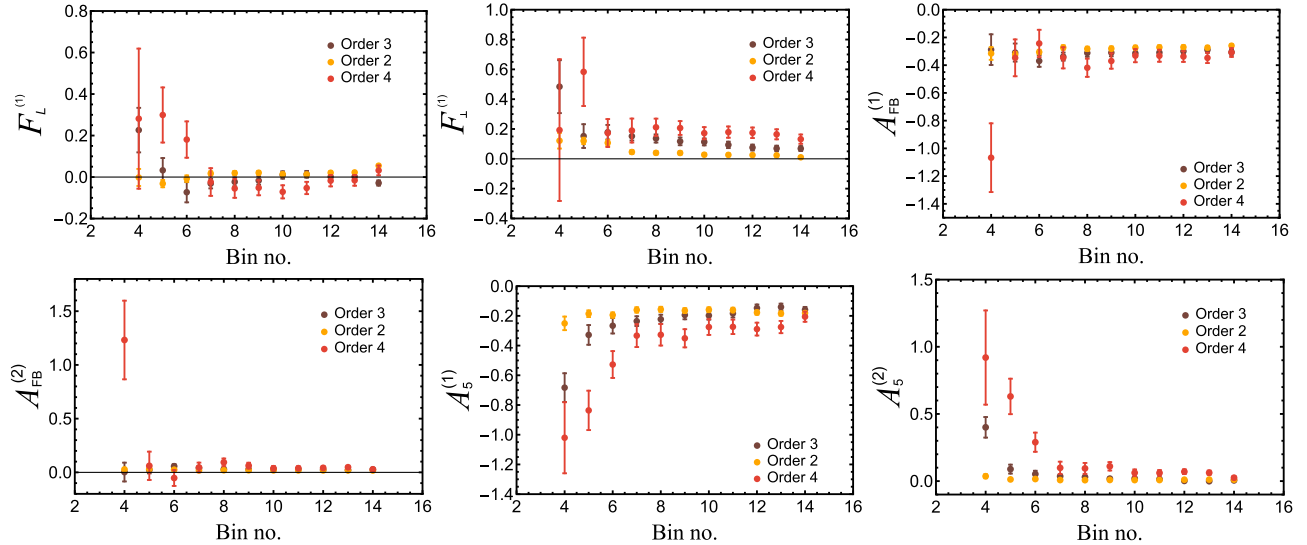 F_L^(1)
0.8
0.6
0.4
0.2
0.0
−0.2
Order 3
Order 2
Order 4
2 4 6 8 10 12 14 16
Bin no.
F_⊥^(1)
1.0
0.8
0.6
0.4
0.2
0.0
−0.2
−0.4
Order 3
Order 2
Order 4
2 4 6 8 10 12 14 16
Bin no.
A_FB^(1)
0.0
−0.2
−0.4
−0.6
−0.8
−1.0
−1.2
−1.4
Order 3
Order 2
Order 4
2 4 6 8 10 12 14 16
Bin no.
A_FB^(2)
1.5
1.0
0.5
0.0
Order 3
Order 2
Order 4
2 4 6 8 10 12 14 16
Bin no.
A_5^(1)
0.0
−0.2
−0.4
−0.6
−0.8
−1.0
−1.2
−1.4
Order 3
Order 2
Order 4
2 4 6 8 10 12 14 16
Bin no.
A_5^(2)
1.5
1.0
0.5
0.0
Order 3
Order 2
Order 4
2 4 6 8 10 12 14 16
Bin no.